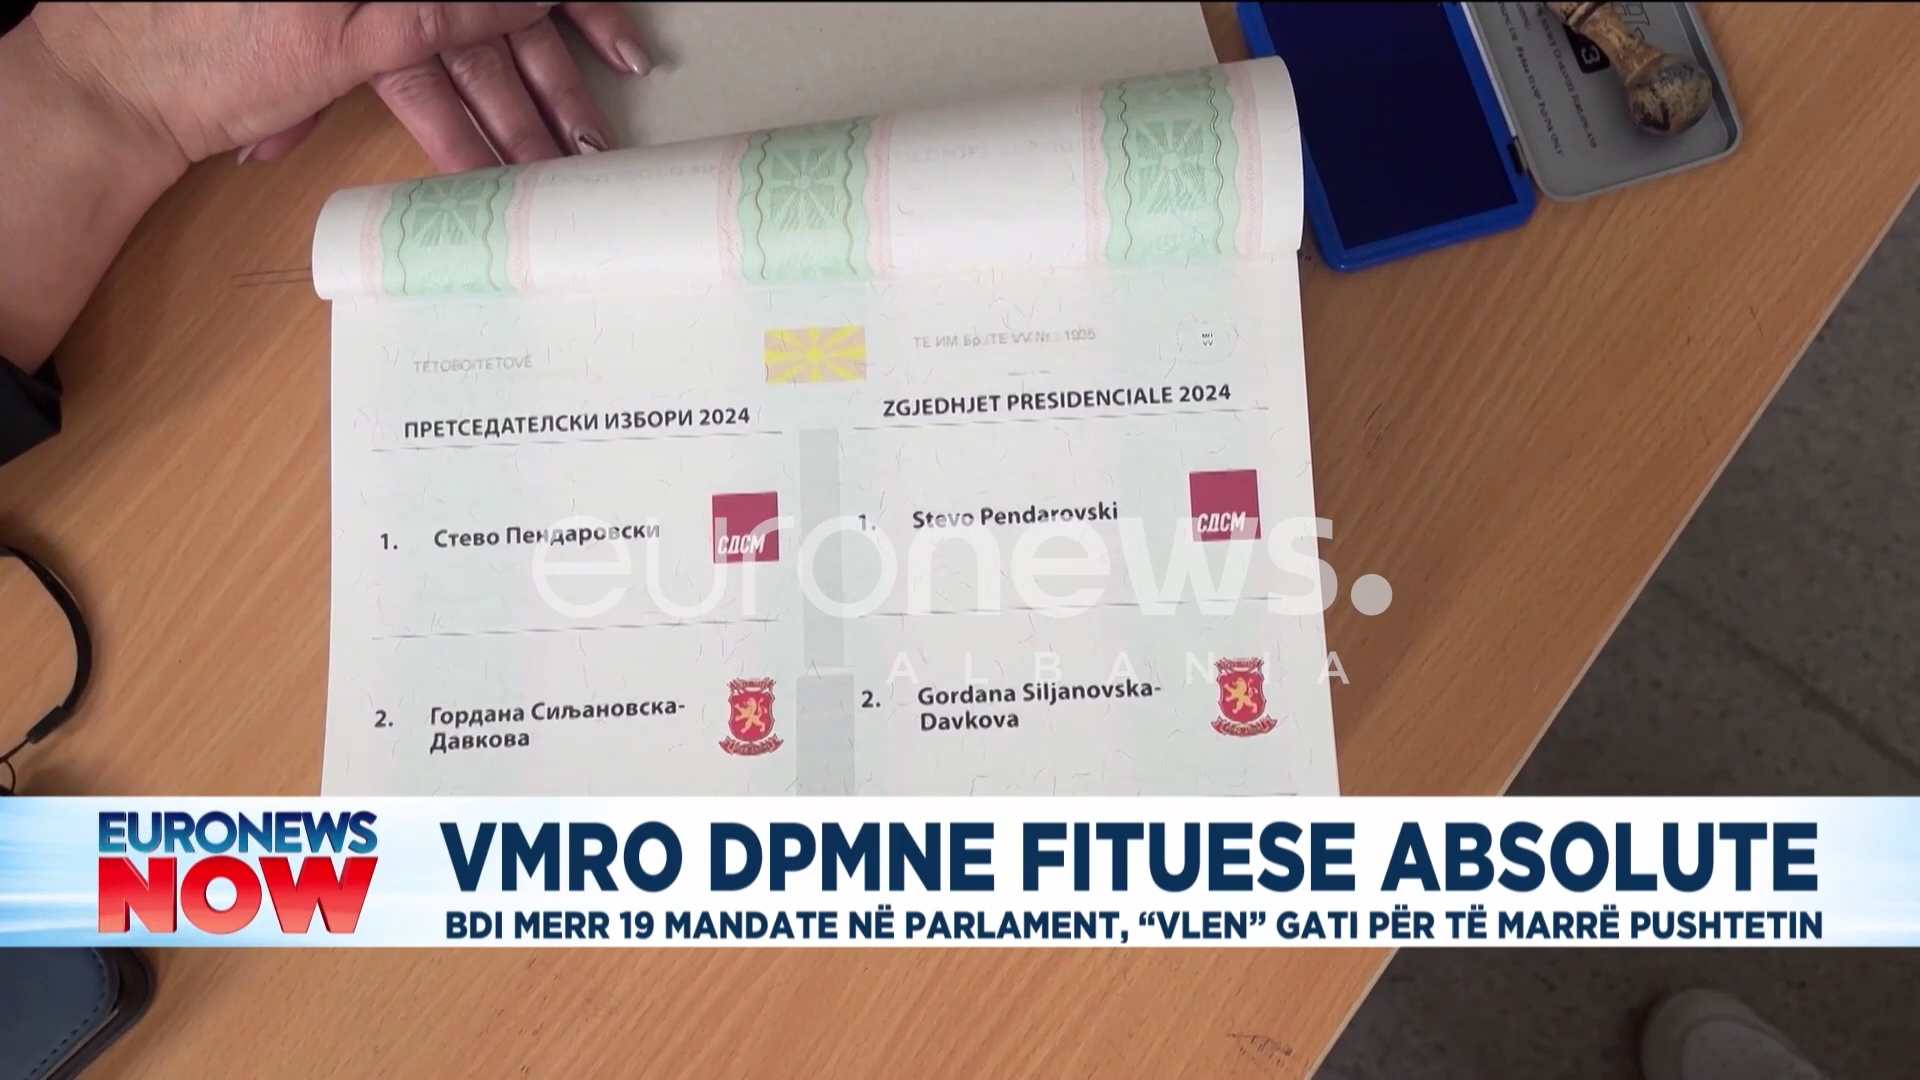 ТЕТОВО/TETOVË
ТЕ ИМ Бр./TE VV Nr.: 1935
ПРЕТСЕДАТЕЛСКИ ИЗБОРИ 2024
ZGJEDHJET PRESIDENCIALE 2024
1. Стево Пендаровски
СДСМ
1. Stevo Pendarovski
СДСМ
euronews.
ALBANIA
2. Гордана Сиљановска-
Давкова
2. Gordana Siljanovska-
Davkova
EURONEWS
NOW
VMRO DPMNE FITUESE ABSOLUTE
BDI MERR 19 MANDATE NË PARLAMENT, “VLEN” GATI PËR TË MARRË PUSHTETIN